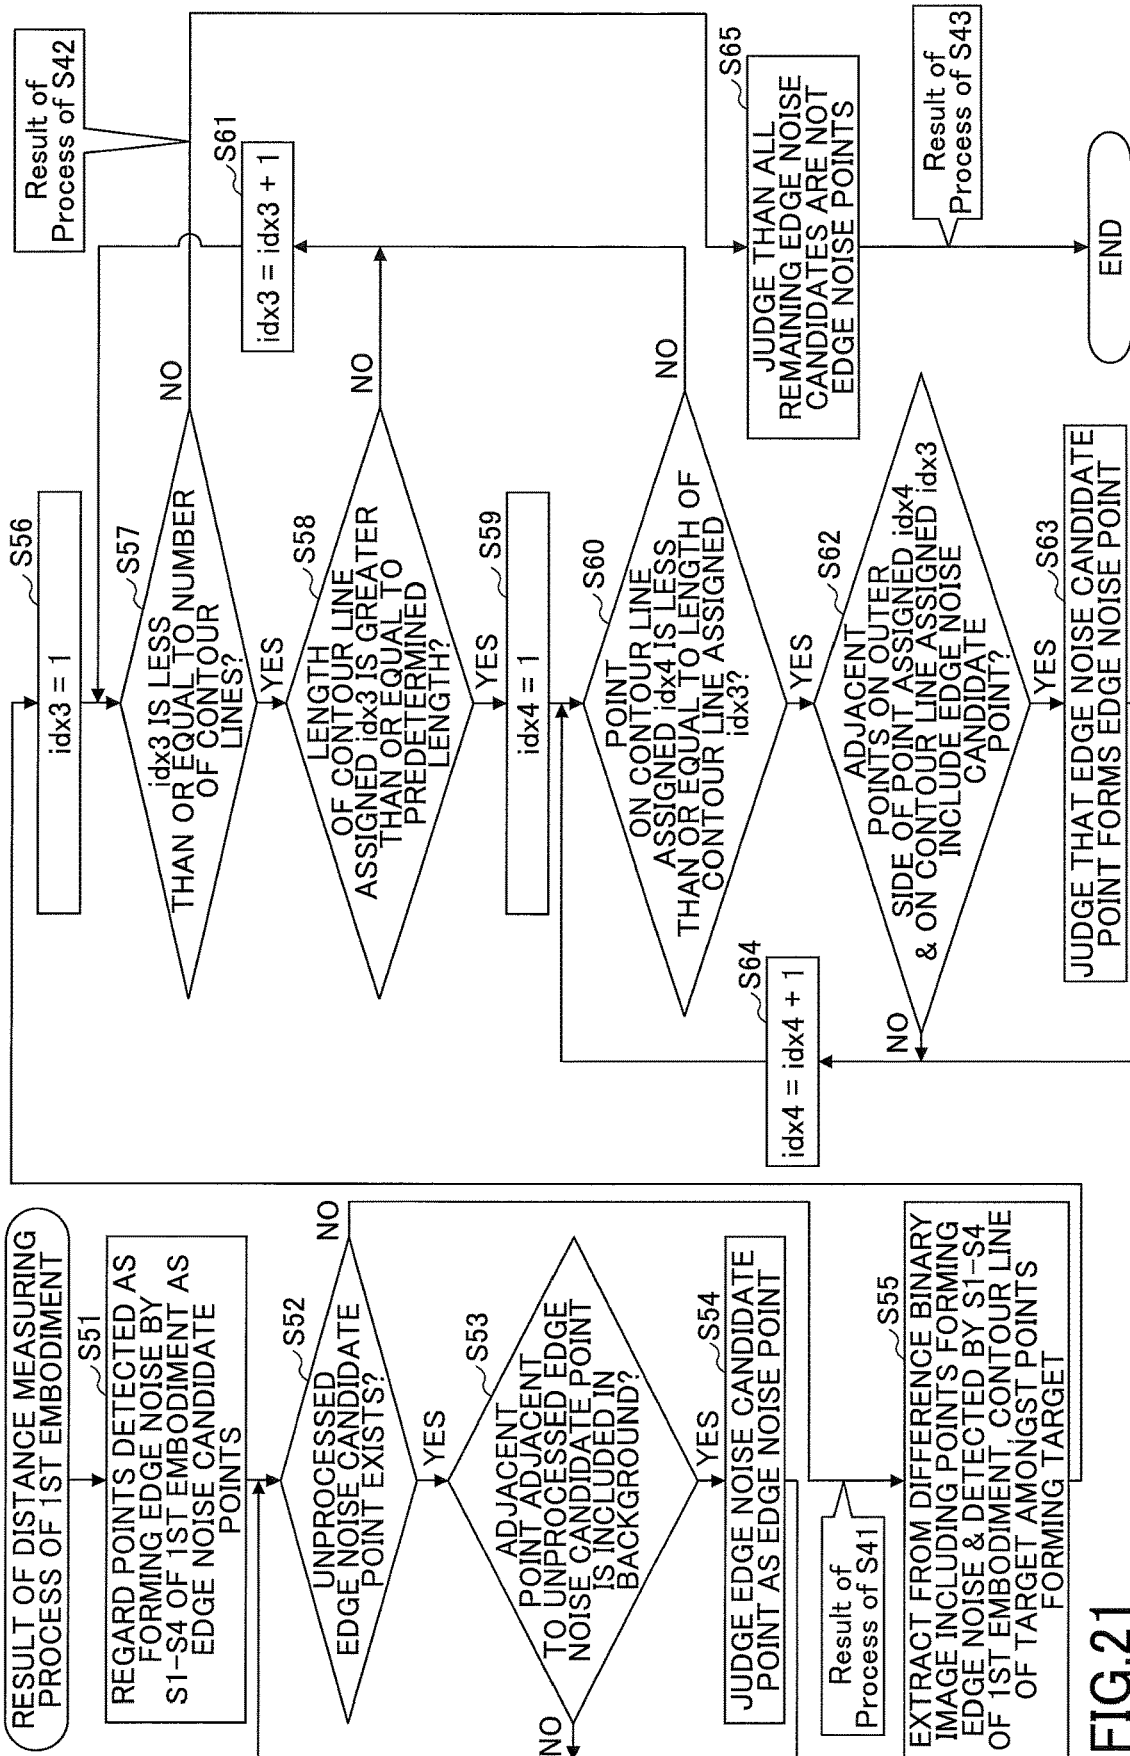 RESULT OF DISTANCE MEASURING
PROCESS OF 1ST EMBODIMENT
S51
REGARD POINTS DETECTED AS
FORMING EDGE NOISE BY
S1-S4 OF 1ST EMBODIMENT AS
EDGE NOISE CANDIDATE
POINTS
S52
UNPROCESSED
EDGE NOISE CANDIDATE
POINT EXISTS?
NO
YES
S53
ADJACENT
POINT ADJACENT
TO UNPROCESSED EDGE
NOISE CANDIDATE POINT
IS INCLUDED IN
BACKGROUND?
NO
YES
S54
JUDGE EDGE NOISE CANDIDATE
POINT AS EDGE NOISE POINT
Result of
Process of S41
S55
EXTRACT FROM DIFFERENCE BINARY
IMAGE INCLUDING POINTS FORMING
EDGE NOISE & DETECTED BY S1-S4
OF 1ST EMBODIMENT, CONTOUR LINE
OF TARGET AMONGST POINTS
FORMING TARGET
S56
idx3 = 1
S57
idx3 IS LESS
THAN OR EQUAL TO NUMBER
OF CONTOUR
LINES?
NO
YES
Result of
Process of S42
S58
LENGTH
OF CONTOUR LINE
ASSIGNED idx3 IS GREATER
THAN OR EQUAL TO
PREDETERMINED
LENGTH?
NO
YES
S61
idx3 = idx3 + 1
S59
idx4 = 1
S60
POINT
ON CONTOUR LINE
ASSIGNED idx4 IS LESS
THAN OR EQUAL TO LENGTH OF
CONTOUR LINE ASSIGNED
idx3?
NO
YES
S62
ADJACENT
POINTS ON OUTER
SIDE OF POINT ASSIGNED idx4
& ON CONTOUR LINE ASSIGNED idx3
INCLUDE EDGE NOISE
CANDIDATE
POINT?
NO
YES
S64
idx4 = idx4 + 1
S63
JUDGE THAT EDGE NOISE CANDIDATE
POINT FORMS EDGE NOISE POINT
S65
JUDGE THAN ALL
REMAINING EDGE NOISE
CANDIDATES ARE NOT
EDGE NOISE POINTS
Result of
Process of S43
END
FIG.21